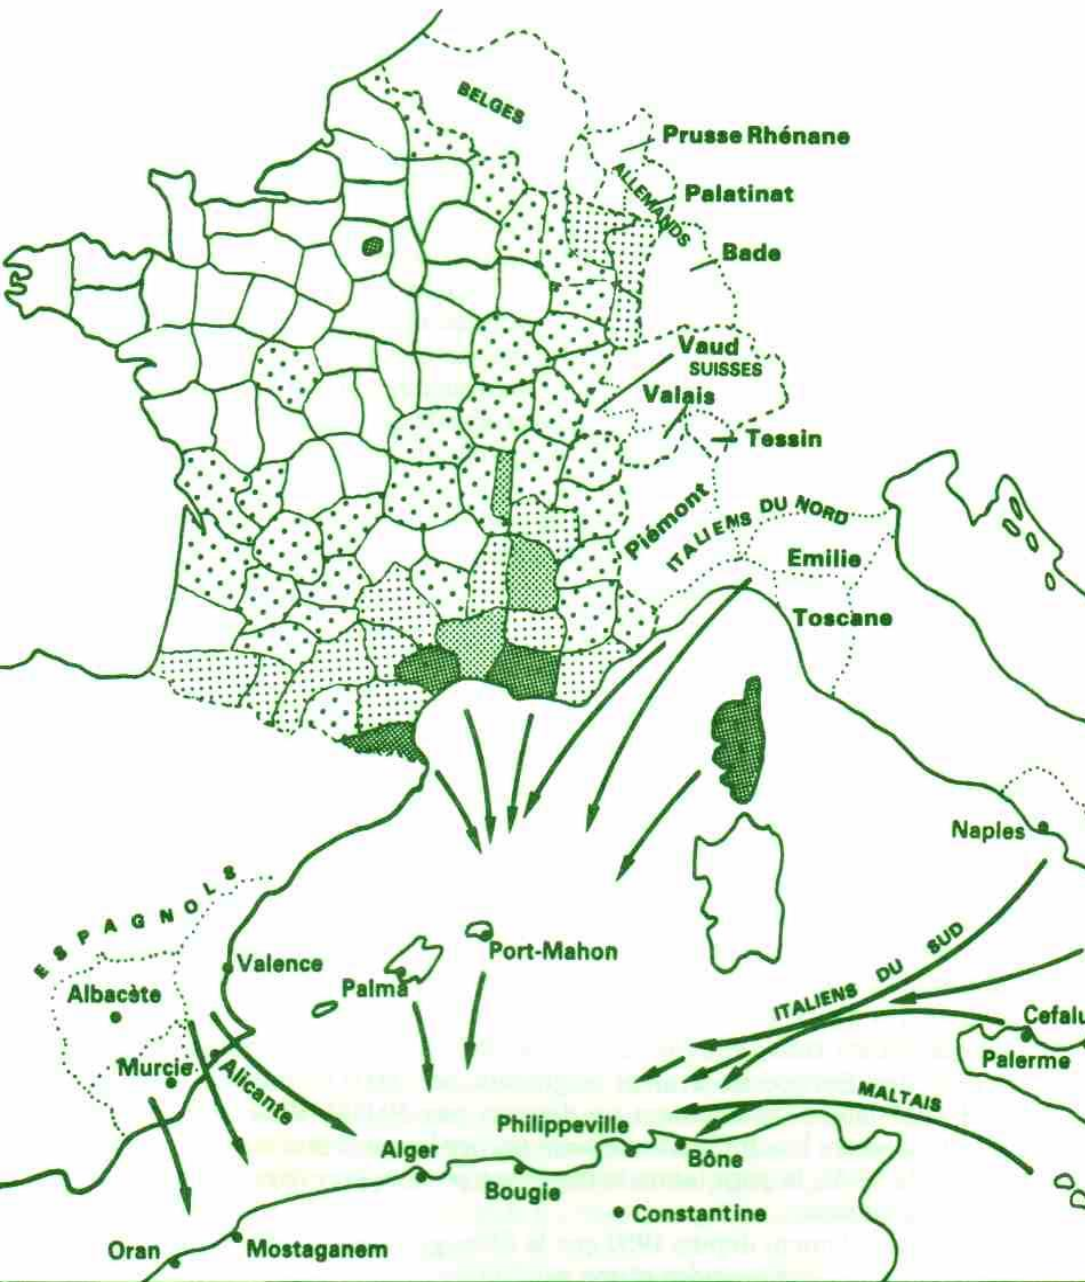 BELGES
Prusse Rhénane
ALLEMANDS
Palatinat
Bade
Vaud
SUISSES
Valais
Tessin
Piémont
ITALIENS DU NORD
Emilie
Toscane
Naples
ESPAGNOLS
Valence
Port-Mahon
Palma
Albacète
ITALIENS DU SUD
Cefalu
Palerme
Murcie
Alicante
MALTAIS
Philippeville
Alger
Bône
Bougie
Constantine
Oran
Mostaganem